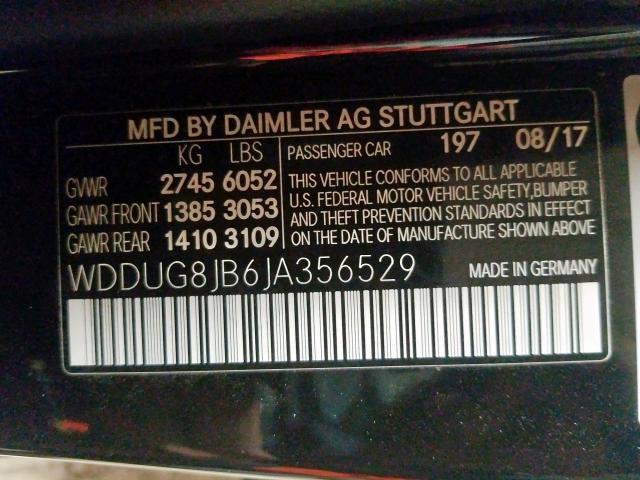 MFD BY DAIMLER AG STUTTGART
KG LBS
GVWR 2745 6052
GAWR FRONT 1385 3053
GAWR REAR 1410 3109
PASSENGER CAR 197 08/17
THIS VEHICLE CONFORMS TO ALL APPLICABLE
U.S. FEDERAL MOTOR VEHICLE SAFETY, BUMPER
AND THEFT PREVENTION STANDARDS IN EFFECT
ON THE DATE OF MANUFACTURE SHOWN ABOVE
WDDUG8JB6JA356529 MADE IN GERMANY